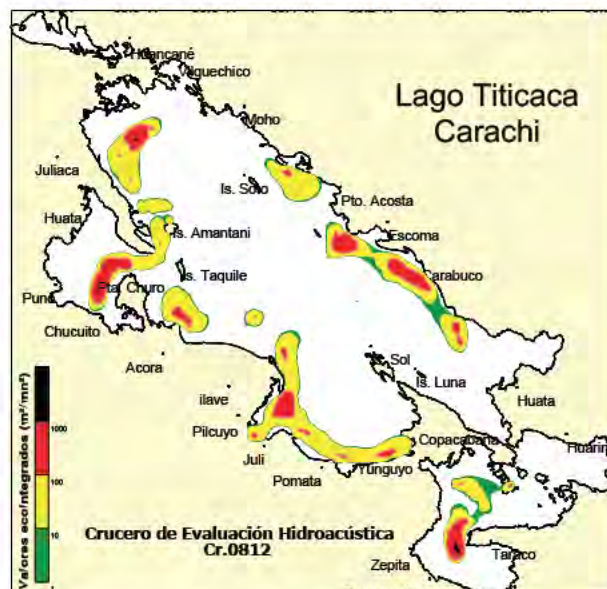 Huancané
Vilquechico
Lago Titicaca
Carachi
Moho
Juliaca
Is. Soto
Pto. Acosta
Huata
Escoma
Is. Amantani
Is. Taquile
Carabuco
Puno
Pta. Churo
Chucuito
Acora
Sol
Is. Luna
ilave
Huata
Pilcuyo
Copacabana
Juli
Huarin
Pomata
Yunguyo
Valores ecointegrados (m²/mn²)
1000
100
10
Crucero de Evaluación Hidroacústica
Cr.0812
Taraco
Zepita